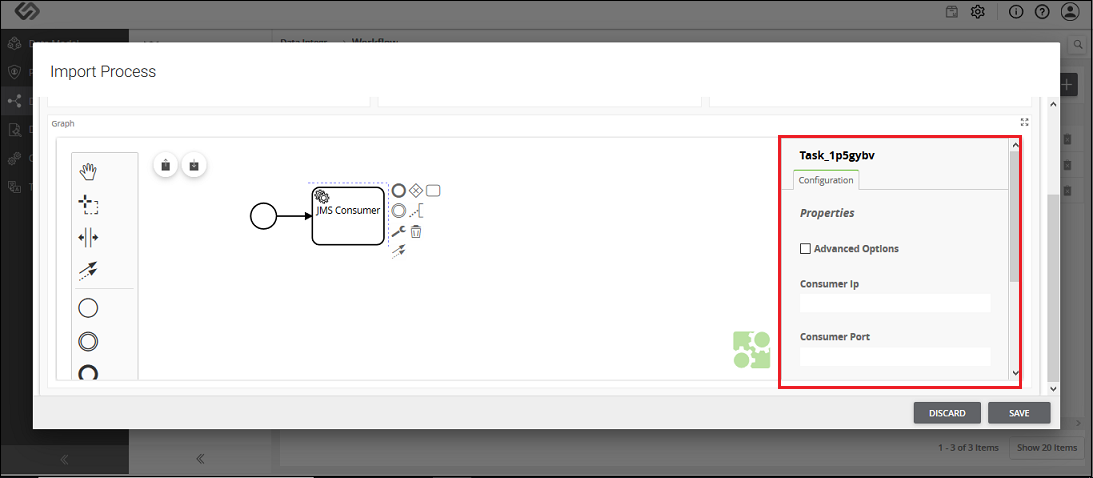 Import Process
Graph
JMS Consumer
Task_1p5gybv
Configuration
Properties
Advanced Options
Consumer Ip
Consumer Port
DISCARD
SAVE
1 - 3 of 3 Items
Show 20 Items